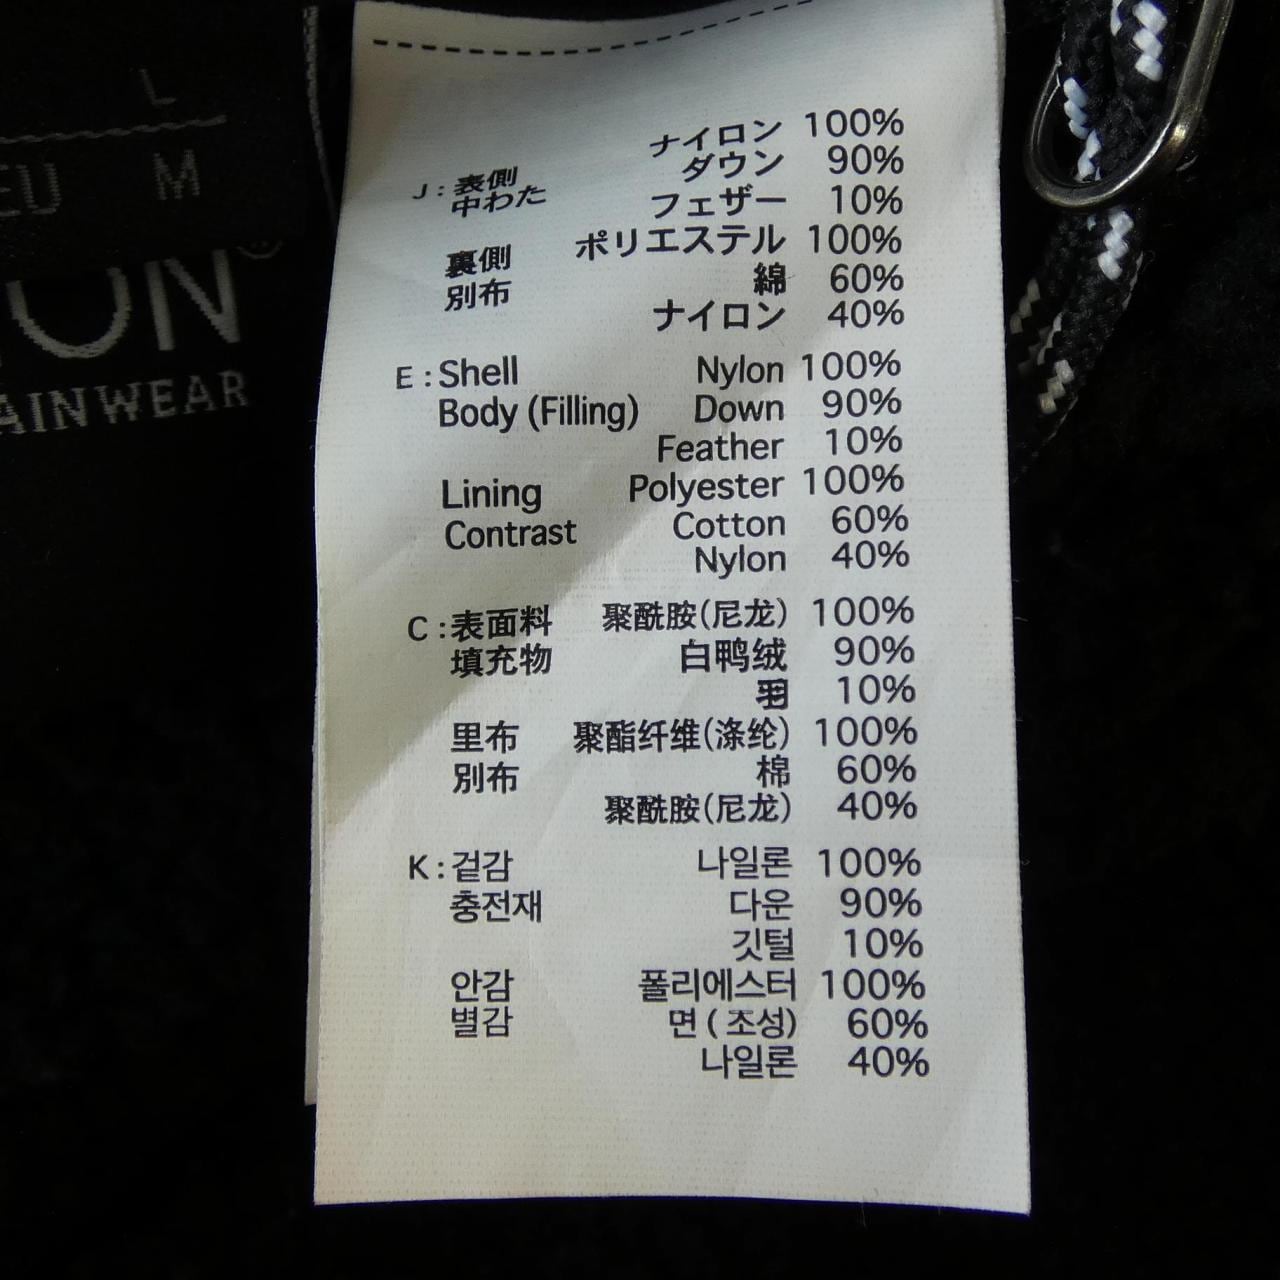 L
EU M
ON®
AINWEAR
ナイロン 100%
J : 表側 ダウン 90%
中わた フェザー 10%
裏側 ポリエステル 100%
別布 綿 60%
ナイロン 40%
E : Shell Nylon 100%
Body (Filling) Down 90%
Feather 10%
Lining Polyester 100%
Contrast Cotton 60%
Nylon 40%
C : 表面料 聚酰胺(尼龙) 100%
填充物 白鸭绒 90%
羽 10%
里布 聚酯纤维(涤纶) 100%
別布 棉 60%
聚酰胺(尼龙) 40%
K : 겉감 나일론 100%
충전재 다운 90%
깃털 10%
안감 폴리에스터 100%
별감 면 ( 조성) 60%
나일론 40%